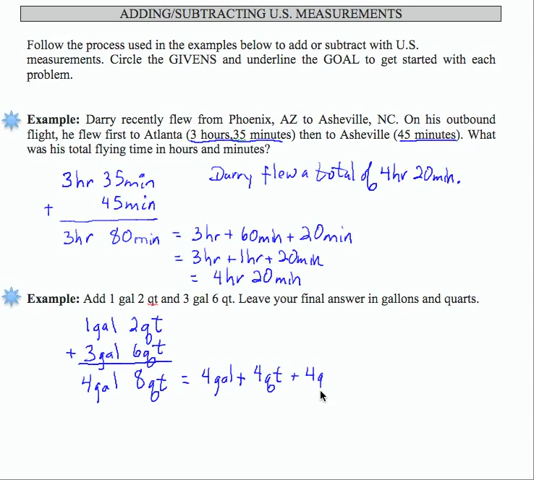 ADDING/SUBTRACTING U.S. MEASUREMENTS
Follow the process used in the examples below to add or subtract with U.S.
measurements. Circle the GIVENS and underline the GOAL to get started with each
problem.
Example: Darry recently flew from Phoenix, AZ to Asheville, NC. On his outbound
flight, he flew first to Atlanta (3 hours,35 minutes) then to Asheville (45 minutes). What
was his total flying time in hours and minutes?
Darry flew a total of 4hr 20min.
3hr 35min
+ 45min
3hr 80min = 3hr + 60min + 20min
= 3hr + 1hr + 20min
= 4hr 20min
Example: Add 1 gal 2 qt and 3 gal 6 qt. Leave your final answer in gallons and quarts.
1gal 2qt
+ 3gal 6qt
4gal 8qt = 4gal + 4qt + 4q